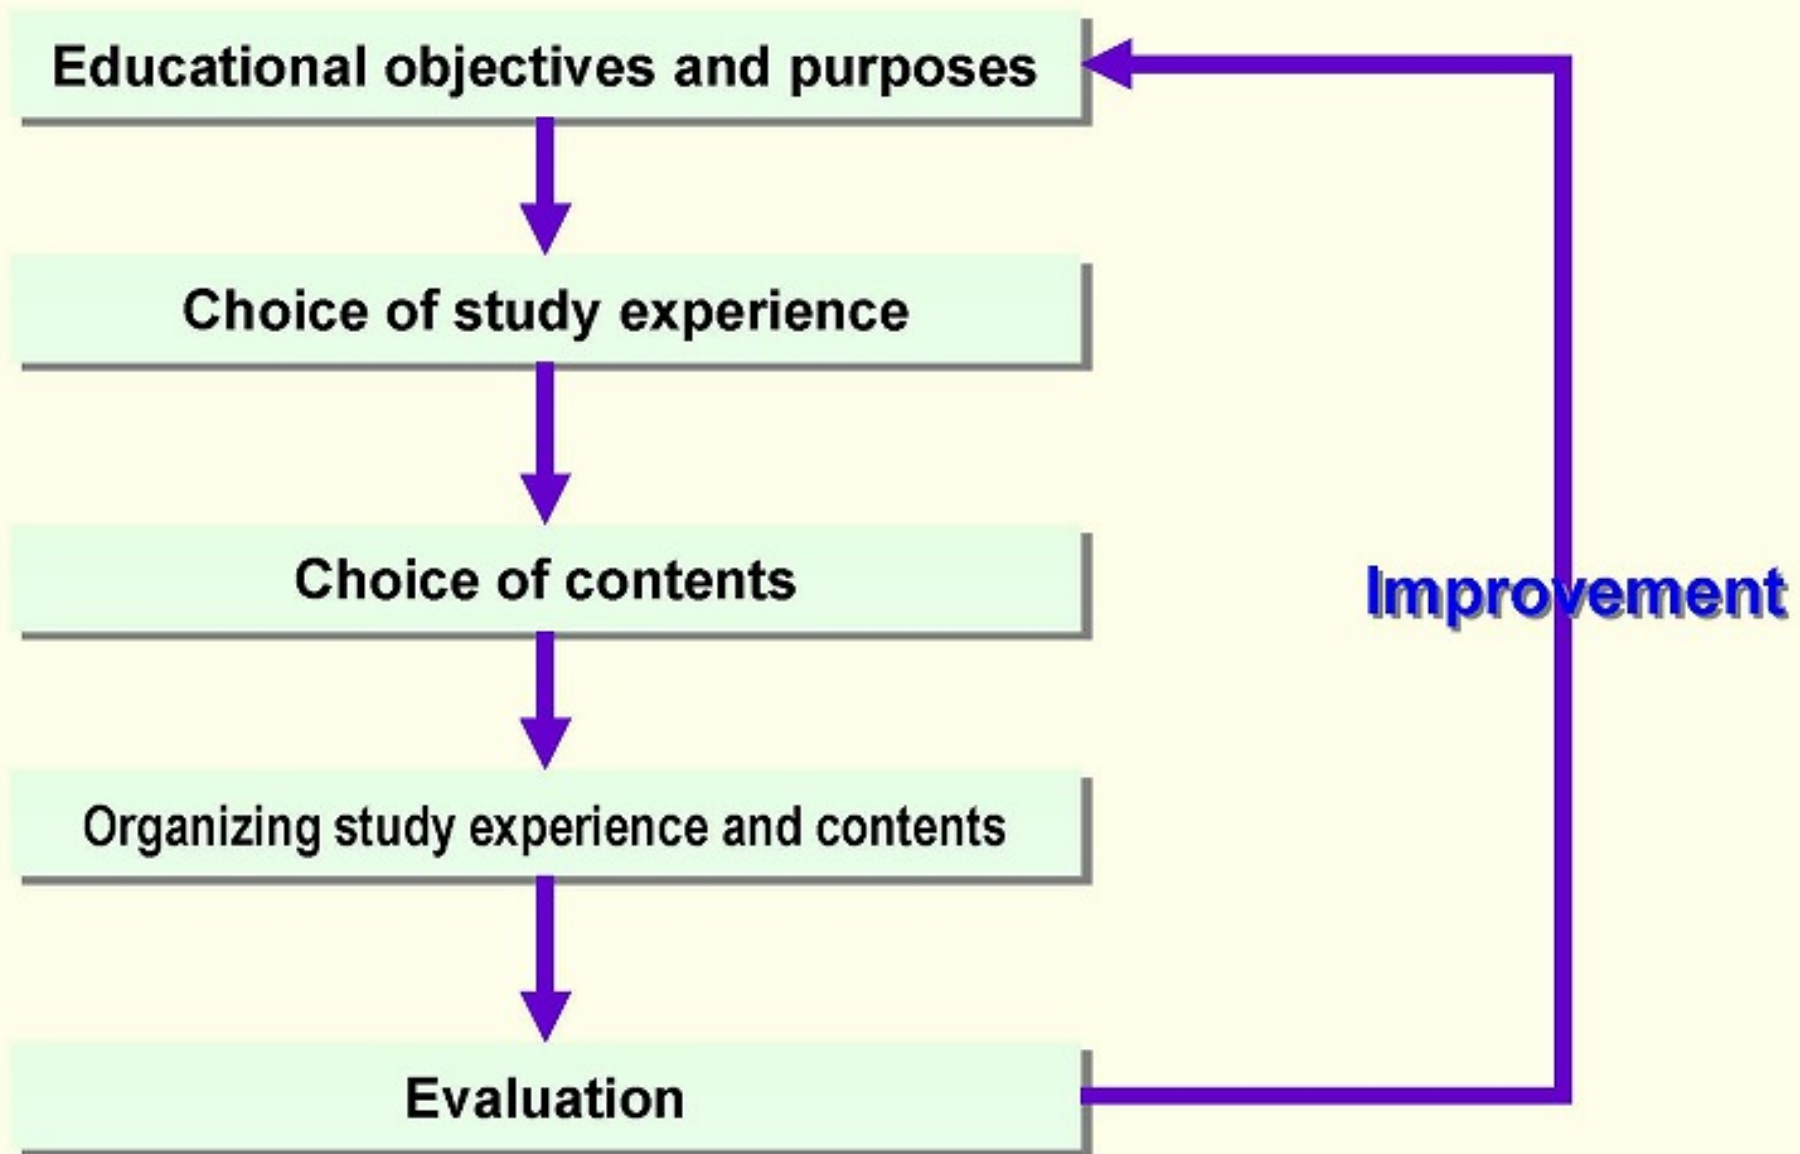 Educational objectives and purposes
Choice of study experience
Choice of contents
Improvement
Organizing study experience and contents
Evaluation